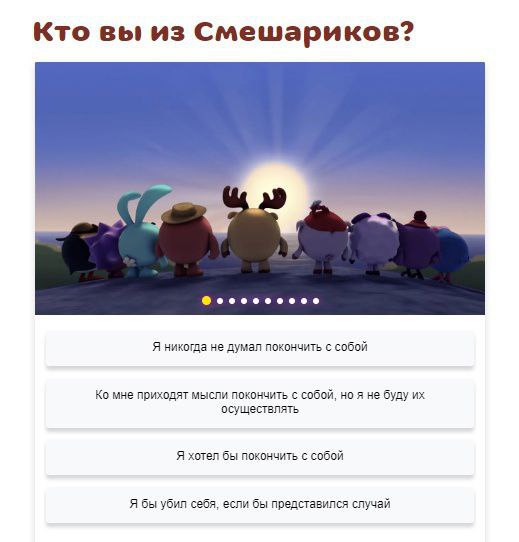 Кто вы из Смешариков?
Я никогда не думал покончить с собой
Ко мне приходят мысли покончить с собой, но я не буду их
осуществлять
Я хотел бы покончить с собой
Я бы убил себя, если бы представился случай